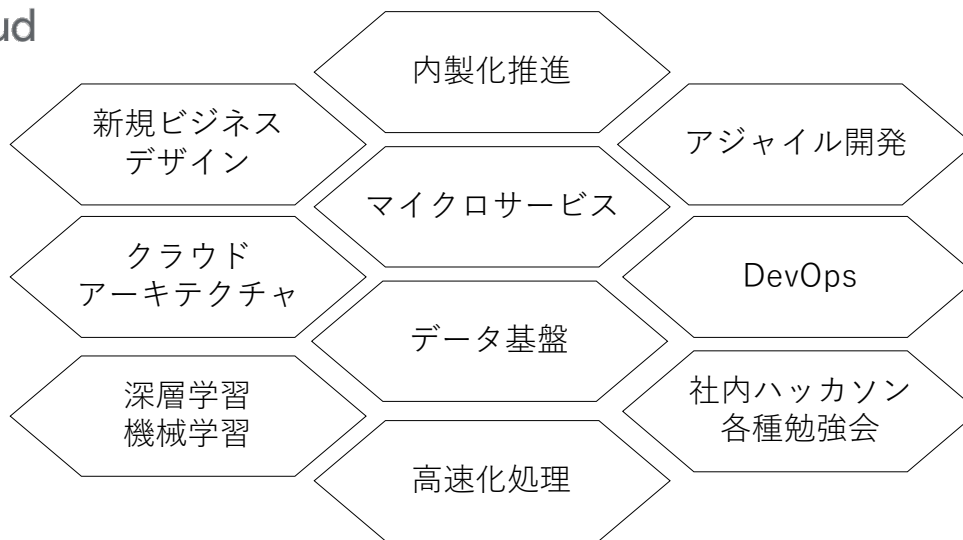 ud
内製化推進
新規ビジネス
デザイン
アジャイル開発
マイクロサービス
クラウド
アーキテクチャ
DevOps
データ基盤
深層学習
機械学習
社内ハッカソン
各種勉強会
高速化処理